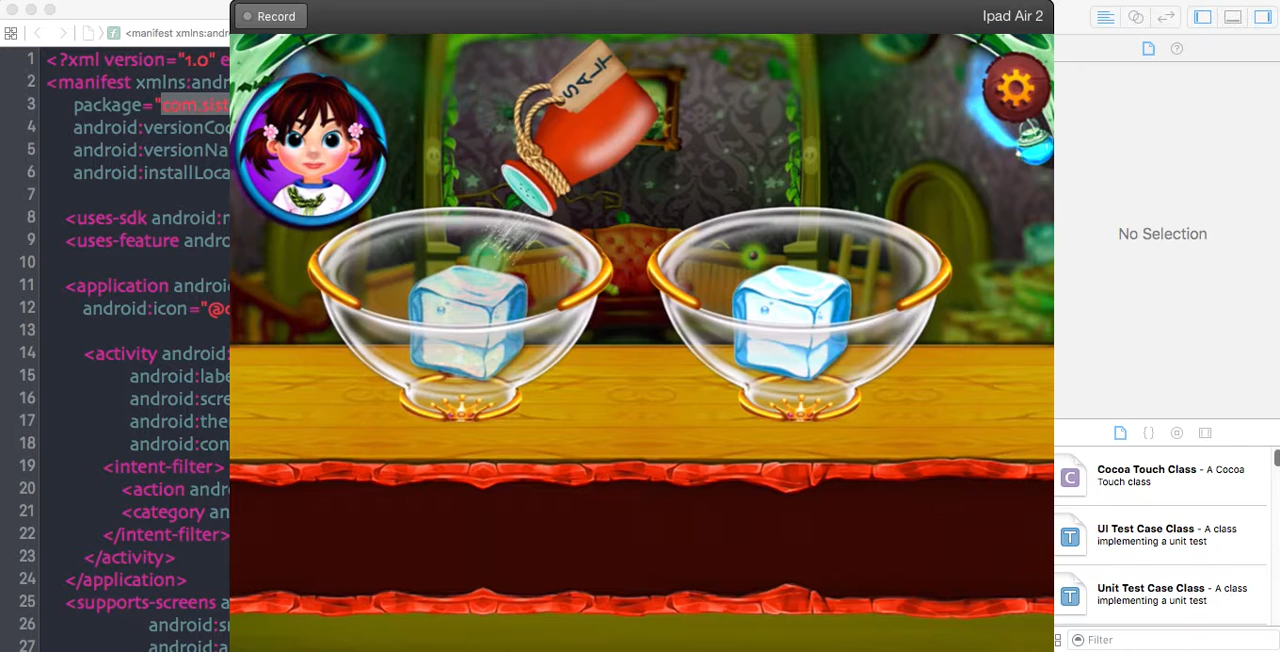 Record
Ipad Air 2
<manifest xmlns:andr
SALT
No Selection
1 <?xml version="1.0" e
2 <manifest xmlns:andr
3 package="com.sist
4 android:versionCo
5 android:versionNa
6 android:installLoca
7
8 <uses-sdk android:m
9 <uses-feature andro
10
11 <application android
12 android:icon="@d
13
14 <activity android:
15 android:labe
16 android:scre
17 android:the
18 android:con
19 <intent-filter>
20 <action andr
21 <category an
22 </intent-filter>
23 </activity>
24 </application>
25 <supports-screens a
26 android:sr
27 android:
C
Cocoa Touch Class - A Cocoa
Touch class
T
UI Test Case Class - A class
implementing a unit test
T
Unit Test Case Class - A class
implementing a unit test
Filter